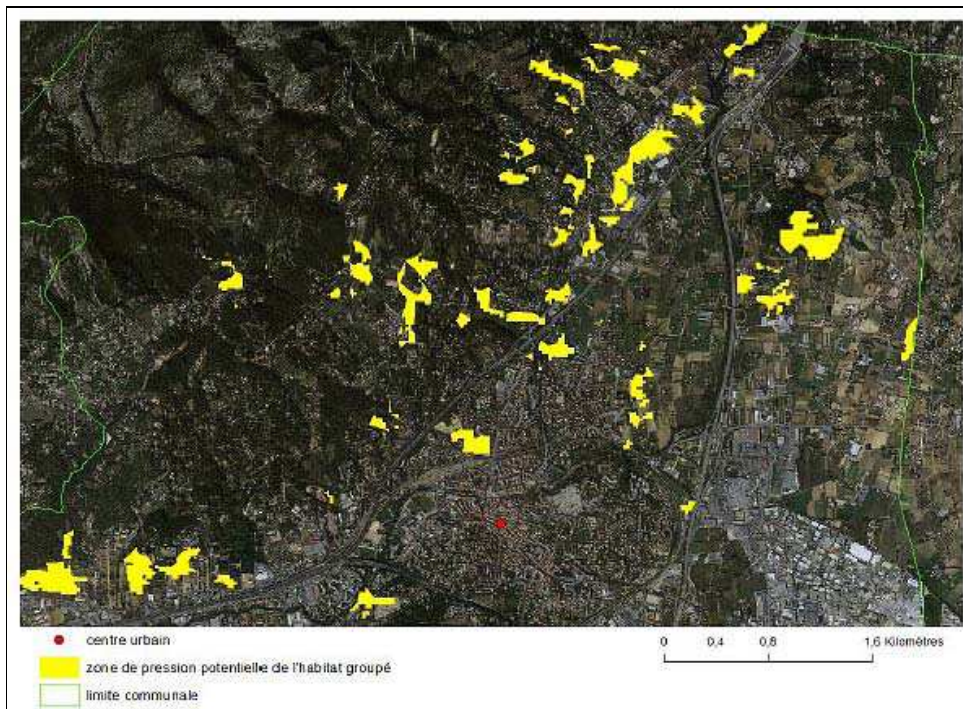 centre urbain
zone de pression potentielle de l'habitat groupé
limite communale
0 0,4 0,8 1,6 Kilomètres